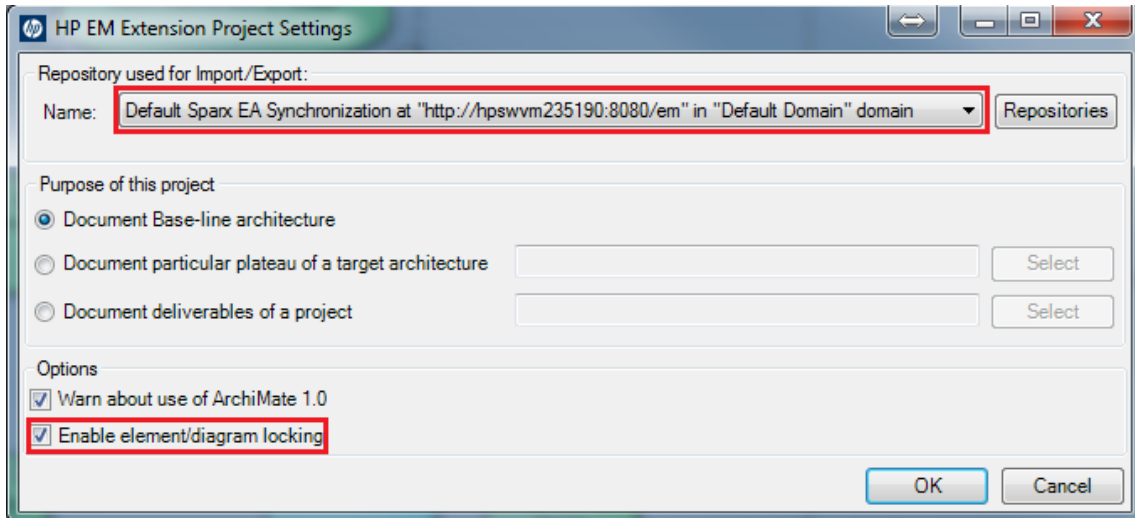 hp HP EM Extension Project Settings
Repository used for Import/Export:
Name: Default Sparx EA Synchronization at "http://hpswvm235190:8080/em" in "Default Domain" domain Repositories
Purpose of this project
Document Base-line architecture
Document particular plateau of a target architecture Select
Document deliverables of a project Select
Options
Warn about use of ArchiMate 1.0
Enable element/diagram locking
OK Cancel